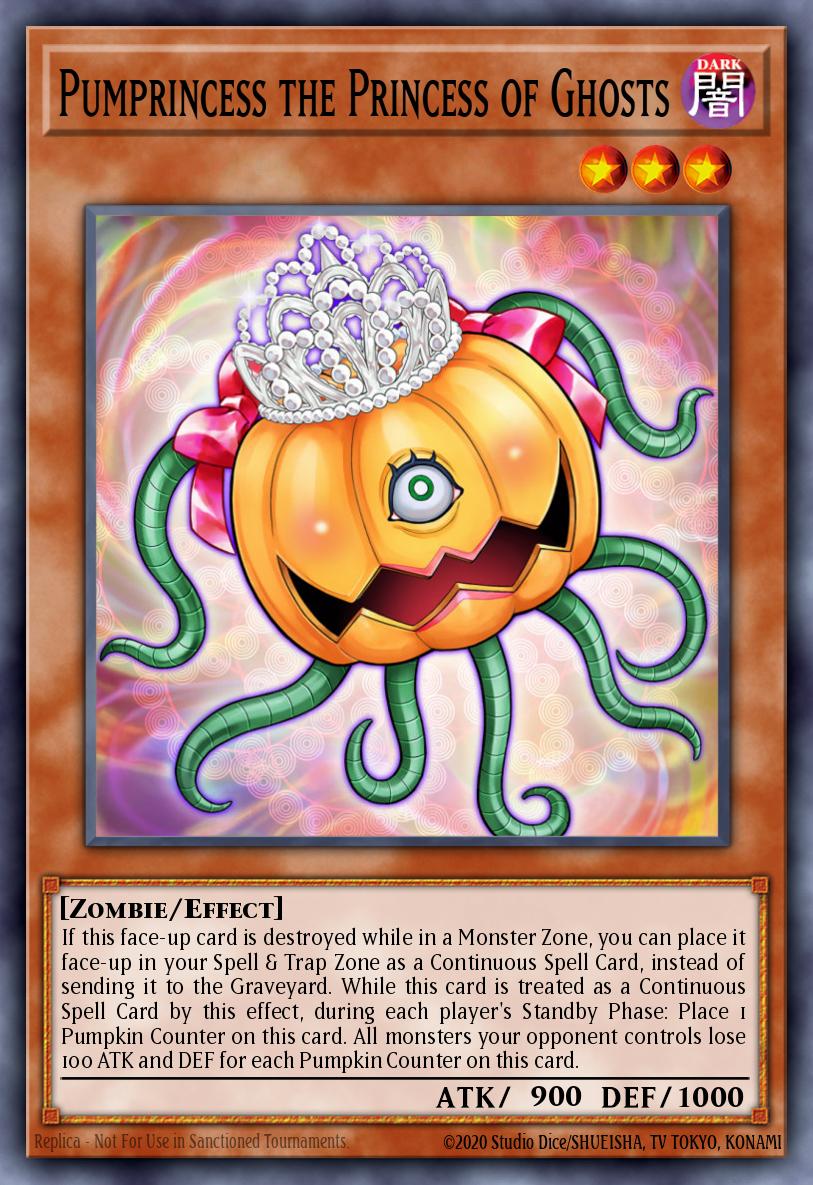 PUMPRINCESS THE PRINCESS OF GHOSTS
DARK
闇
[ZOMBIE/EFFECT]
If this face-up card is destroyed while in a Monster Zone, you can place it
face-up in your Spell & Trap Zone as a Continuous Spell Card, instead of
sending it to the Graveyard. While this card is treated as a Continuous
Spell Card by this effect, during each player's Standby Phase: Place 1
Pumpkin Counter on this card. All monsters your opponent controls lose
100 ATK and DEF for each Pumpkin Counter on this card.
ATK/ 900 DEF/1000
Replica - Not For Use in Sanctioned Tournaments.
©2020 Studio Dice/SHUEISHA, TV TOKYO, KONAMI